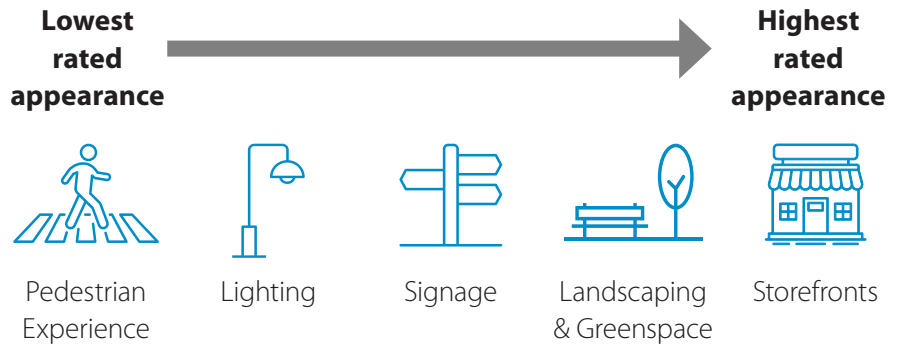 Lowest
rated
appearance
Highest
rated
appearance
Pedestrian
Experience
Lighting
Signage
Landscaping
& Greenspace
Storefronts